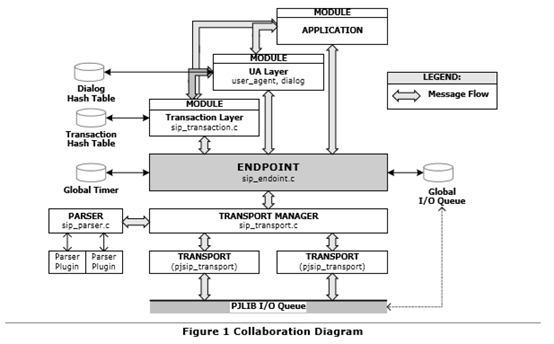 MODULE
APPLICATION
MODULE
UA Layer
user_agent, dialog
LEGEND:
Message Flow
Dialog
Hash Table
MODULE
Transaction Layer
sip_transaction.c
Transaction
Hash Table
ENDPOINT
sip_endoint.c
Global Timer
Global
I/O Queue
PARSER
sip_parser.c
TRANSPORT MANAGER
sip_transport.c
Parser
Plugin
Parser
Plugin
TRANSPORT
(pjsip_transport)
TRANSPORT
(pjsip_transport)
PJLIB I/O Queue
Figure 1 Collaboration Diagram